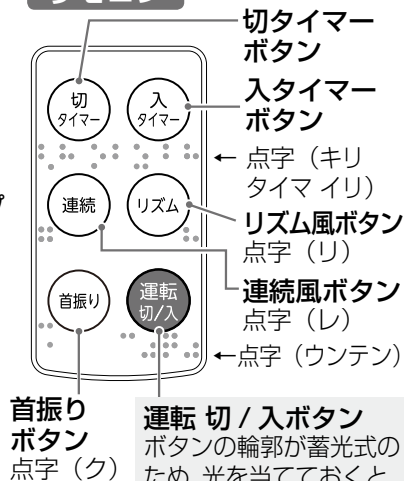 切タイマー
ボタン
入タイマー
ボタン
切
タイマー
入
タイマー
← 点字（キリ
タイマ イリ）
連続
リズム
リズム風ボタン
点字（リ）
連続風ボタン
点字（レ）
首振り
運転
切/入
←点字（ウンテン）
首振り
ボタン
点字（ク）
運転 切 / 入ボタン
ボタンの輪郭が蓄光式の
ため、光を当てておくと